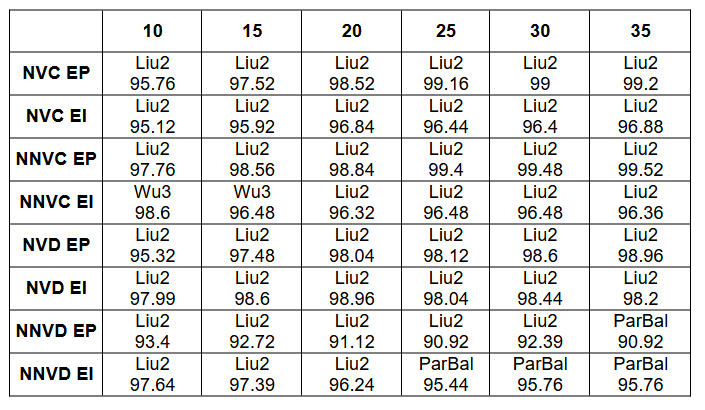 10 15 20 25 30 35
NVC EP Liu2 Liu2 Liu2 Liu2 Liu2 Liu2
95.76 97.52 98.52 99.16 99 99.2
NVC EI Liu2 Liu2 Liu2 Liu2 Liu2 Liu2
95.12 95.92 96.84 96.44 96.4 96.88
NNVC EP Liu2 Liu2 Liu2 Liu2 Liu2 Liu2
97.76 98.56 98.84 99.4 99.48 99.52
NNVC EI Wu3 Wu3 Liu2 Liu2 Liu2 Liu2
98.6 96.48 96.32 96.48 96.48 96.36
NVD EP Liu2 Liu2 Liu2 Liu2 Liu2 Liu2
95.32 97.48 98.04 98.12 98.6 98.96
NVD EI Liu2 Liu2 Liu2 Liu2 Liu2 Liu2
97.99 98.6 98.96 98.04 98.44 98.2
NNVD EP Liu2 Liu2 Liu2 Liu2 Liu2 ParBal
93.4 92.72 91.12 90.92 92.39 90.92
NNVD EI Liu2 Liu2 Liu2 ParBal ParBal ParBal
97.64 97.39 96.24 95.44 95.76 95.76